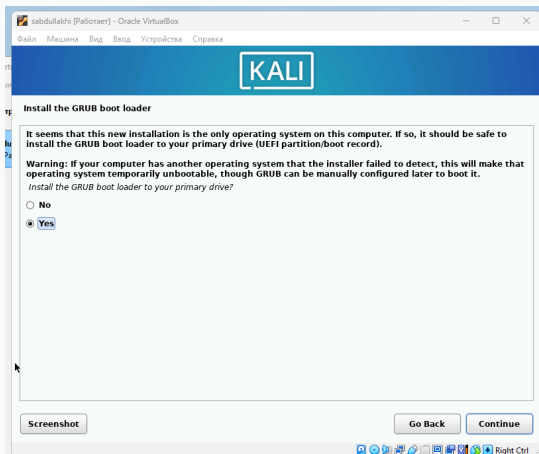 sabdullakhi [Работает] - Oracle VirtualBox
Файл Машина Вид Ввод Устройства Справка
KALI
Install the GRUB boot loader
It seems that this new installation is the only operating system on this computer. If so, it should be safe to
install the GRUB boot loader to your primary drive (UEFI partition/boot record).
Warning: If your computer has another operating system that the installer failed to detect, this will make that
operating system temporarily unbootable, though GRUB can be manually configured later to boot it.
Install the GRUB boot loader to your primary drive?
No
Yes
Screenshot Go Back Continue
Right Ctrl